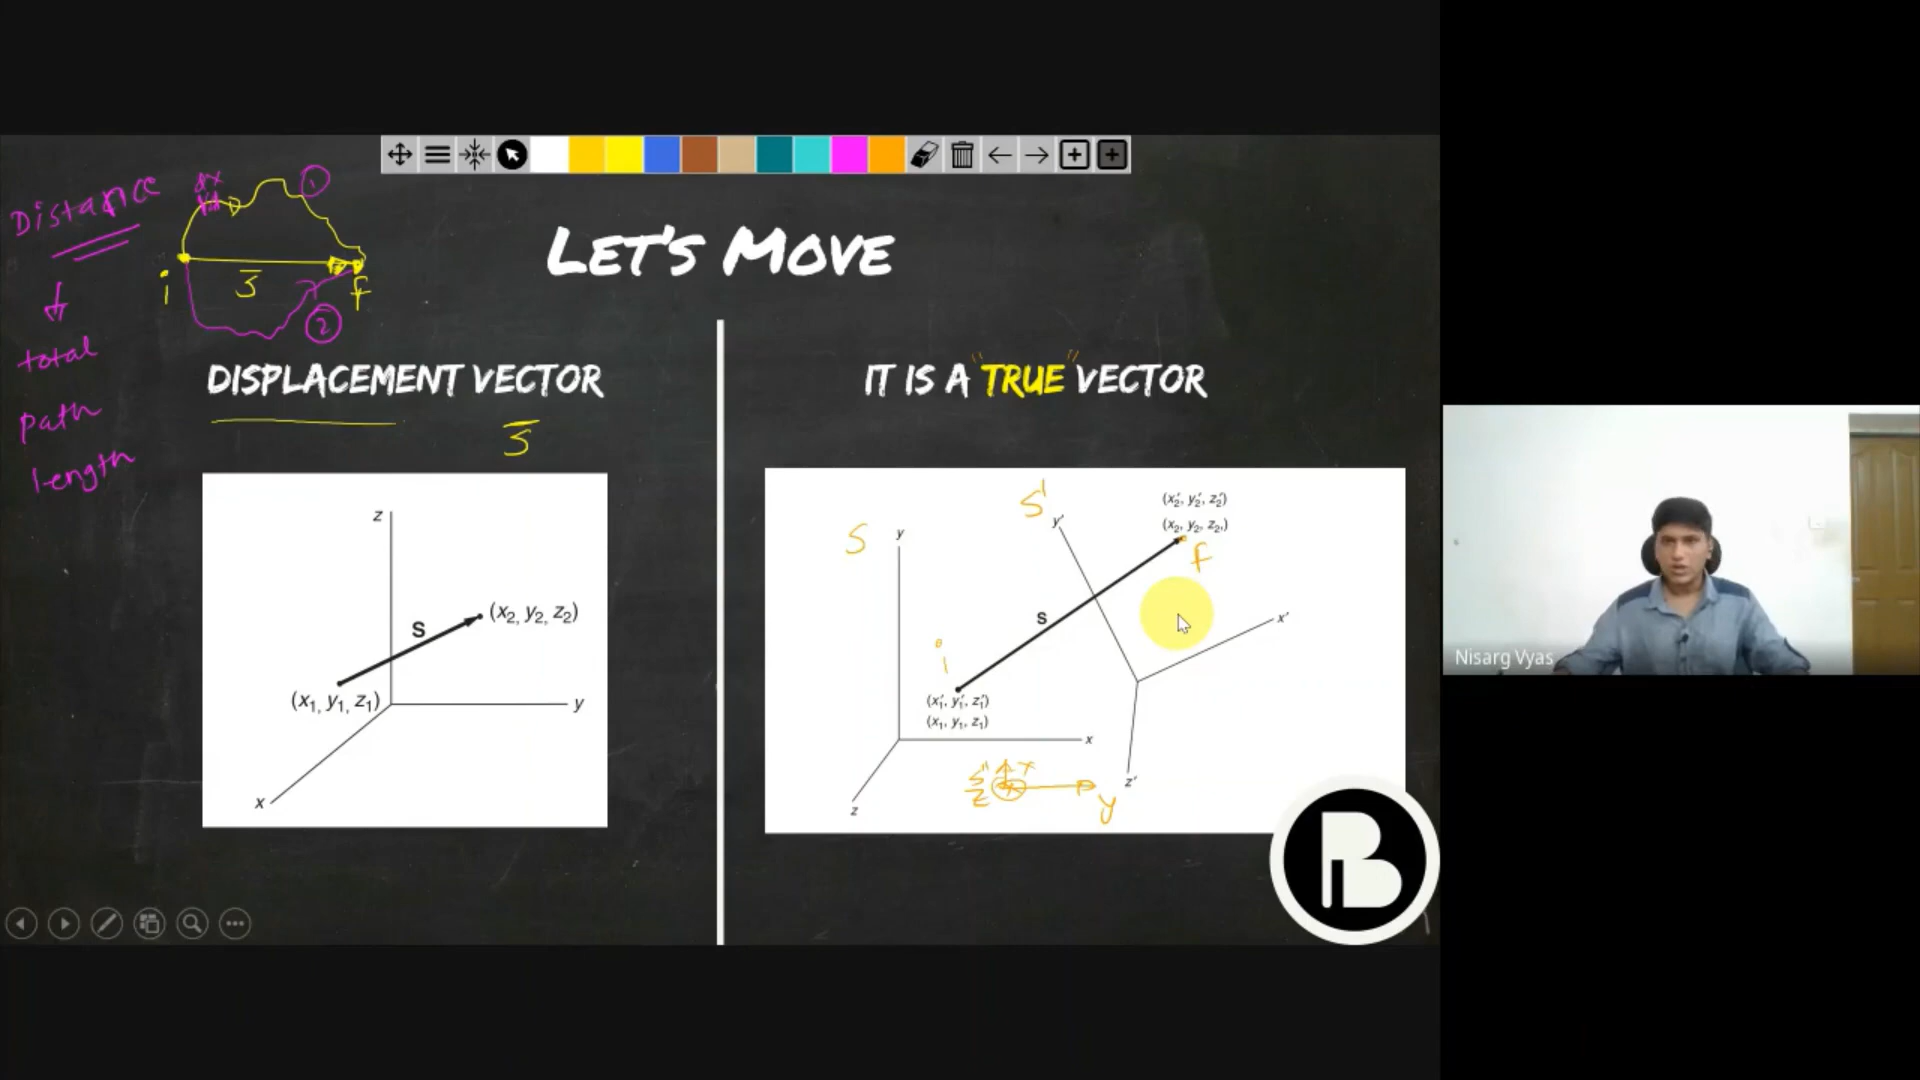 LET'S MOVE
Distance
total
path
length
dx
1
i
S
f
2
DISPLACEMENT VECTOR
S
z
S
(x₂, y₂, z₂)
(x₁, y₁, z₁)
y
x
IT IS A "TRUE" VECTOR
S
y
S'
y'
(x₂', y₂', z₂')
(x₂, y₂, z₂,)
f
S
x'
i
(x₁', y₁', z₁')
(x₁, y₁, z₁)
x
z
S"
x
z
y
z'
B
Nisarg Vyas